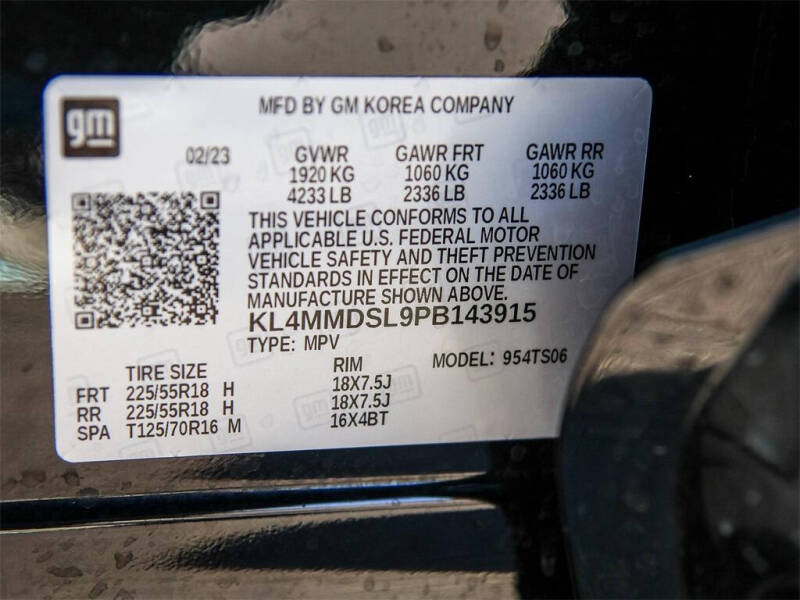 gm
MFD BY GM KOREA COMPANY
02/23 GVWR GAWR FRT GAWR RR
1920 KG 1060 KG 1060 KG
4233 LB 2336 LB 2336 LB
THIS VEHICLE CONFORMS TO ALL
APPLICABLE U.S. FEDERAL MOTOR
VEHICLE SAFETY AND THEFT PREVENTION
STANDARDS IN EFFECT ON THE DATE OF
MANUFACTURE SHOWN ABOVE.
KL4MMDSL9PB143915
TYPE: MPV MODEL: 954TS06
TIRE SIZE RIM
FRT 225/55R18 H 18X7.5J
RR 225/55R18 H 18X7.5J
SPA T125/70R16 M 16X4BT